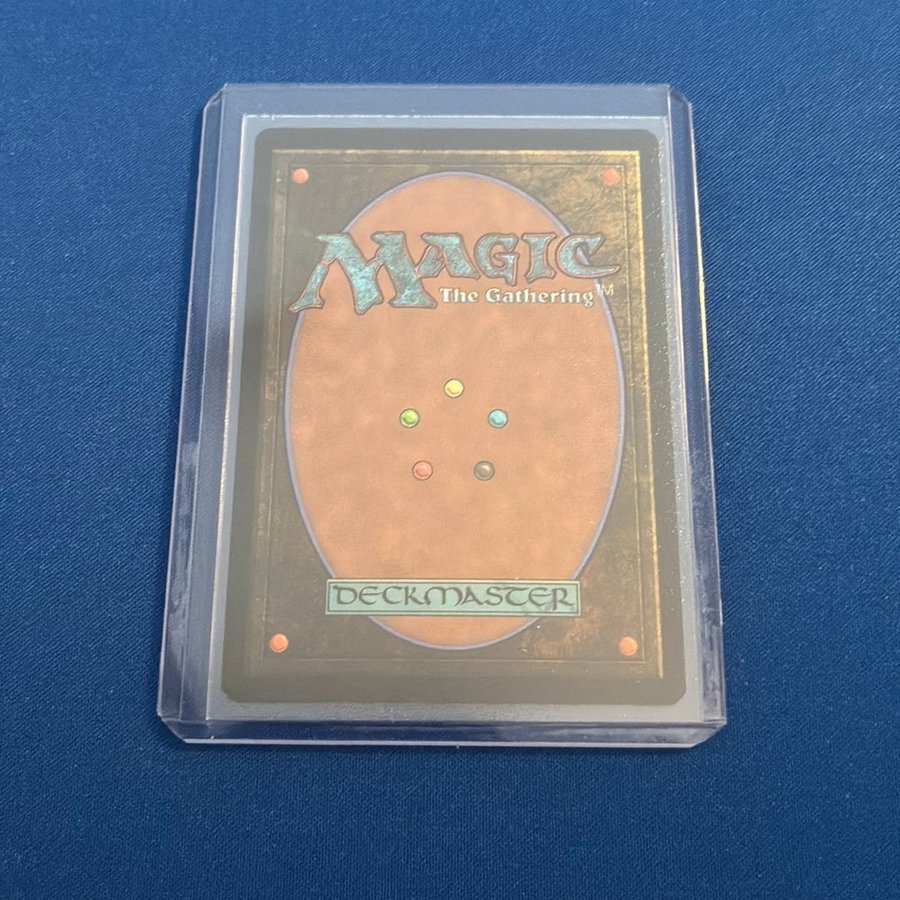 MAGIC
The Gathering™
DECKMASTER